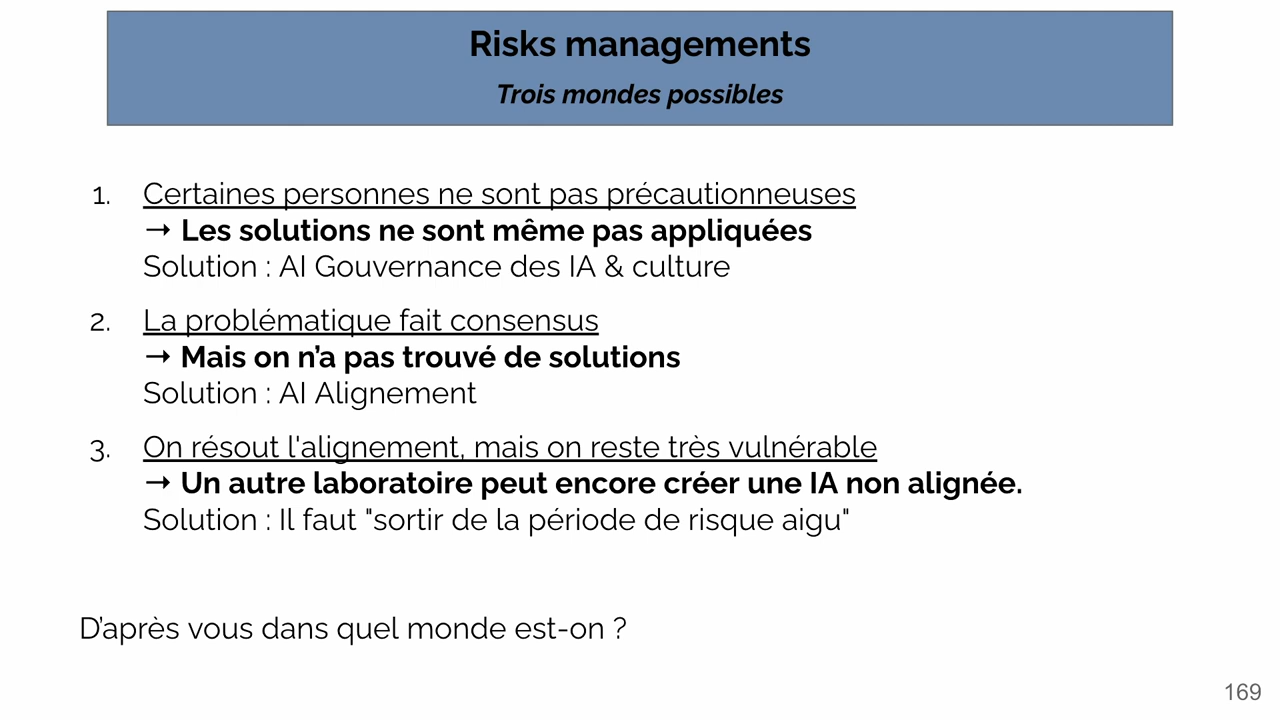 Risks managements
Trois mondes possibles
1. Certaines personnes ne sont pas précautionneuses
→ Les solutions ne sont même pas appliquées
Solution : AI Gouvernance des IA & culture
2. La problématique fait consensus
→ Mais on n’a pas trouvé de solutions
Solution : AI Alignement
3. On résout l'alignement, mais on reste très vulnérable
→ Un autre laboratoire peut encore créer une IA non alignée.
Solution : Il faut "sortir de la période de risque aigu"
D’après vous dans quel monde est-on ?
169